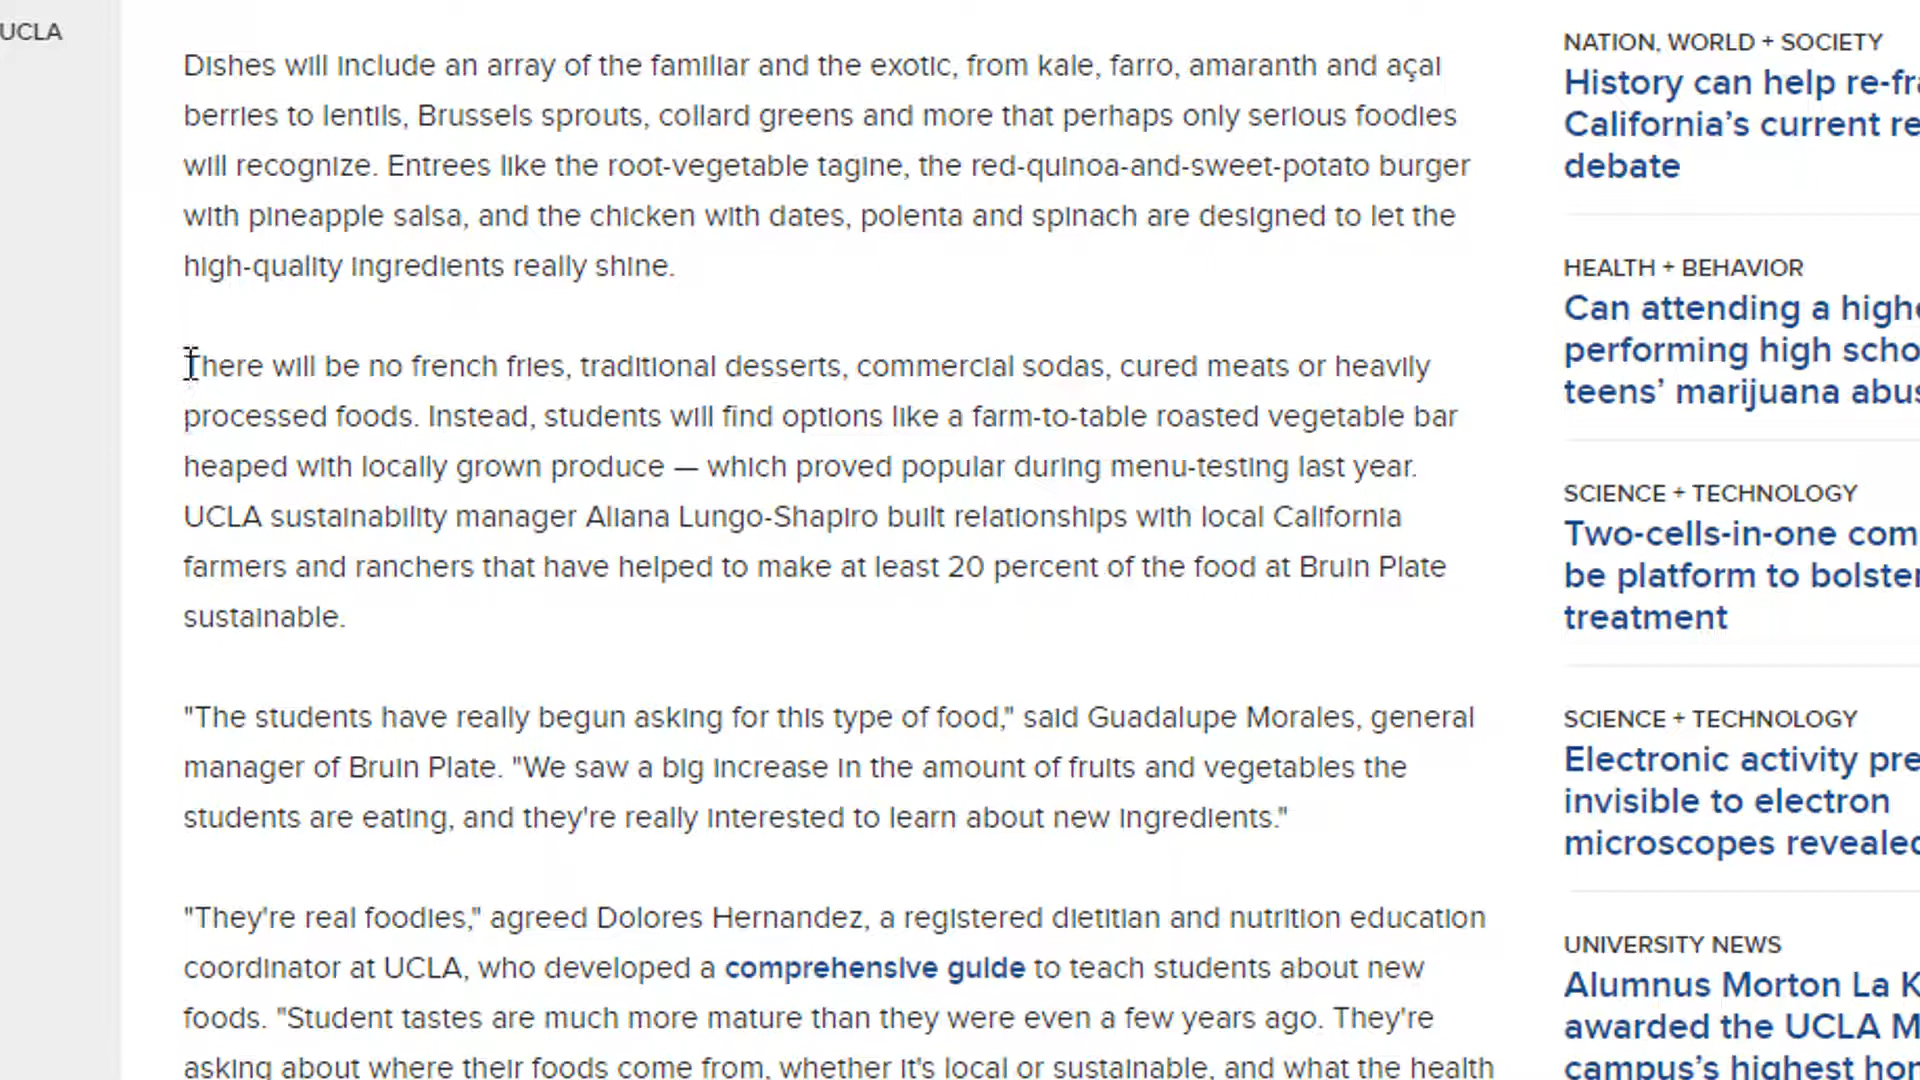 UCLA
Dishes will include an array of the familiar and the exotic, from kale, farro, amaranth and açai
berries to lentils, Brussels sprouts, collard greens and more that perhaps only serious foodies
will recognize. Entrees like the root-vegetable tagine, the red-quinoa-and-sweet-potato burger
with pineapple salsa, and the chicken with dates, polenta and spinach are designed to let the
high-quality ingredients really shine.
There will be no french fries, traditional desserts, commercial sodas, cured meats or heavily
processed foods. Instead, students will find options like a farm-to-table roasted vegetable bar
heaped with locally grown produce — which proved popular during menu-testing last year.
UCLA sustainability manager Aliana Lungo-Shapiro built relationships with local California
farmers and ranchers that have helped to make at least 20 percent of the food at Bruin Plate
sustainable.
"The students have really begun asking for this type of food," said Guadalupe Morales, general
manager of Bruin Plate. "We saw a big increase in the amount of fruits and vegetables the
students are eating, and they're really interested to learn about new ingredients."
"They're real foodies," agreed Dolores Hernandez, a registered dietitian and nutrition education
coordinator at UCLA, who developed a comprehensive guide to teach students about new
foods. "Student tastes are much more mature than they were even a few years ago. They're
asking about where their foods come from, whether it's local or sustainable, and what the health
NATION, WORLD + SOCIETY
History can help re-fra
California's current re
debate
HEALTH + BEHAVIOR
Can attending a highe
performing high scho
teens' marijuana abus
SCIENCE + TECHNOLOGY
Two-cells-in-one com
be platform to bolster
treatment
SCIENCE + TECHNOLOGY
Electronic activity pre
invisible to electron
microscopes revealed
UNIVERSITY NEWS
Alumnus Morton La K
awarded the UCLA M
campus's highest hon